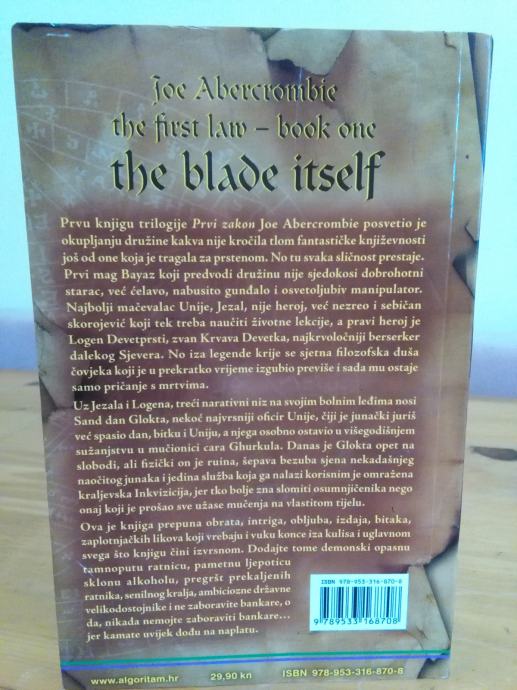 Joe Abercrombie
the first law – book one
the blade itself
Prvu knjigu trilogije Prvi zakon Joe Abercrombie posvetio je
okupljanju družine kakva nije kročila tlom fantastičke književnosti
još od one koja je tragala za prstenom. No tu svaka sličnost prestaje.
Prvi mag Bayaz koji predvodi družinu nije sjedokosi dobrohotni
starac, već ćelavo, nabusito gunđalo i osvetoljubiv manipulator.
Najbolji mačevalac Unije, Jezal, nije heroj, već nezreo i sebičan
skorojević koji tek treba naučiti životne lekcije, a pravi heroj je
Logen Devetprsti, zvan Krvava Devetka, najkrvoločniji berserker
dalekog Sjevera. No iza legende krije se sjetna filozofska duša
čovjeka koji je u prekratko vrijeme izgubio previše i sada mu ostaje
samo pričanje s mrtvima.
Uz Jezala i Logena, treći narativni niz na svojim bolnim leđima nosi
Sand dan Glokta, nekoć najvrsniji oficir Unije, čiji je junački juriš
već spasio dan, bitku i Uniju, a njega osobno ostavio u višegodišnjem
sužanjstvu u mučionici cara Ghurkula. Danas je Glokta opet na
slobodi, ali fizički on je ruina, šepava bezuba sjena nekadašnjeg
naočitog junaka i jedina služba koja ga nalazi korisnim je omražena
kraljevska Inkvizicija, jer tko bolje zna slomiti osumnjičenika nego
onaj koji je prošao sve užase mučenja na vlastitom tijelu.
Ova je knjiga prepuna obrata, intriga, obljuba, izdaja, bitaka,
zaplotnjačkih likova koji vrebaju i vuku konce iza kulisa i uglavnom
svega što knjigu čini izvrsnom. Dodajte tome demonski opasnu
tamnoputu ratnicu, pametnu ljepoticu
sklonu alkoholu, pregršt prekaljenih
ratnika, senilnog kralja, ambiciozne državne
velikodostojnike i ne zaboravite bankare, o
da, nikada nemojte zaboraviti bankare...
jer kamate uvijek dođu na naplatu.
ISBN 978-953-316-870-8
9 789533 168708
www.algoritam.hr 29,90 kn ISBN 978-953-316-870-8